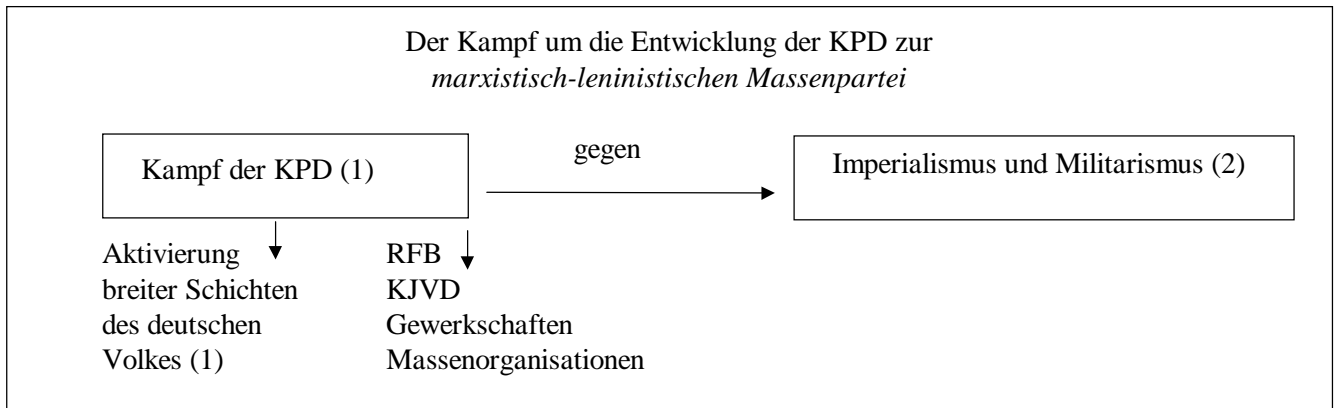 Der Kampf um die Entwicklung der KPD zur
marxistisch-leninistischen Massenpartei
Kampf der KPD (1)
gegen
Imperialismus und Militarismus (2)
Aktivierung
breiter Schichten
des deutschen
Volkes (1)
RFB
KJVD
Gewerkschaften
Massenorganisationen